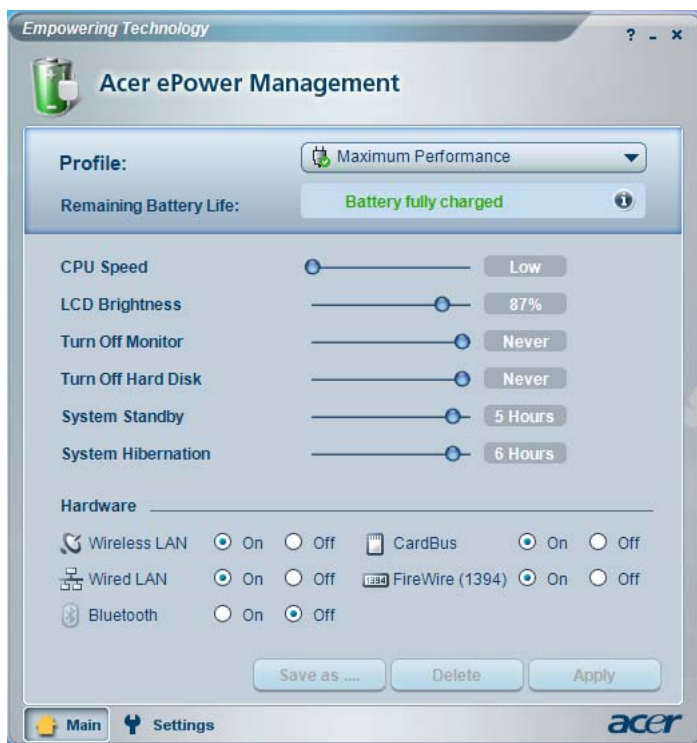 Empowering Technology
? - x
Acer ePower Management
Profile: Maximum Performance
Remaining Battery Life: Battery fully charged
CPU Speed Low
LCD Brightness 87%
Turn Off Monitor Never
Turn Off Hard Disk Never
System Standby 5 Hours
System Hibernation 6 Hours
Hardware
Wireless LAN On Off CardBus On Off
Wired LAN On Off 1394 FireWire (1394) On Off
Bluetooth On Off
Save as .... Delete Apply
Main Settings acer